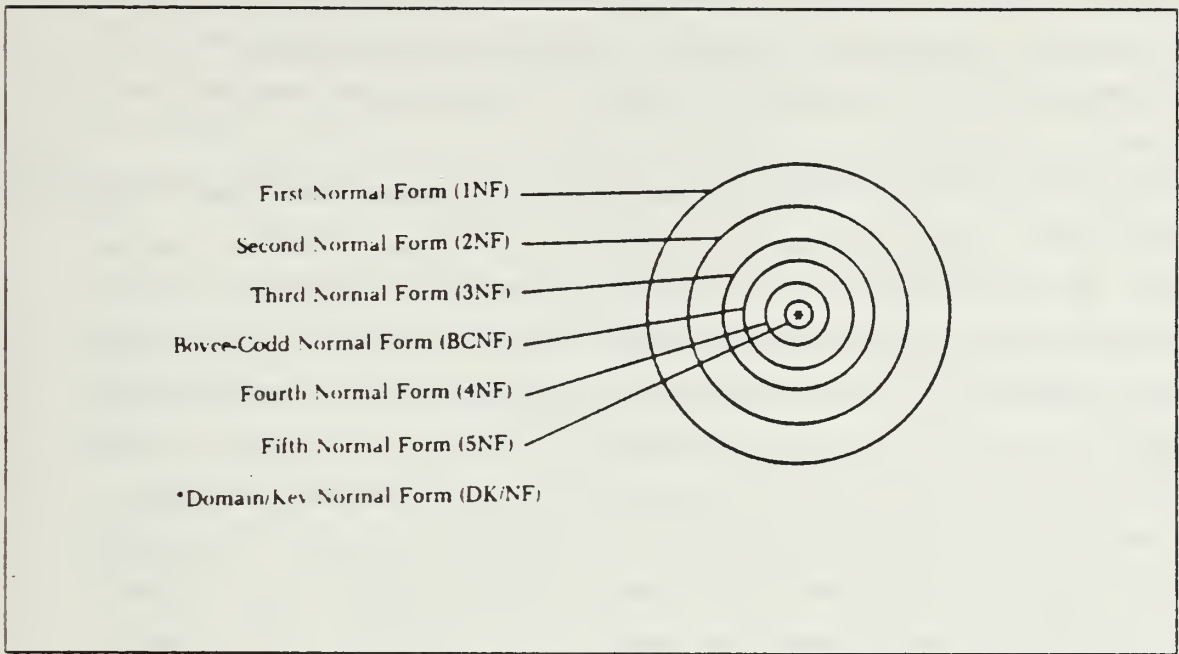 First Normal Form (1NF)
Second Normal Form (2NF)
Third Normal Form (3NF)
Boyce-Codd Normal Form (BCNF)
Fourth Normal Form (4NF)
Fifth Normal Form (5NF)
*Domain/Key Normal Form (DK/NF)
*